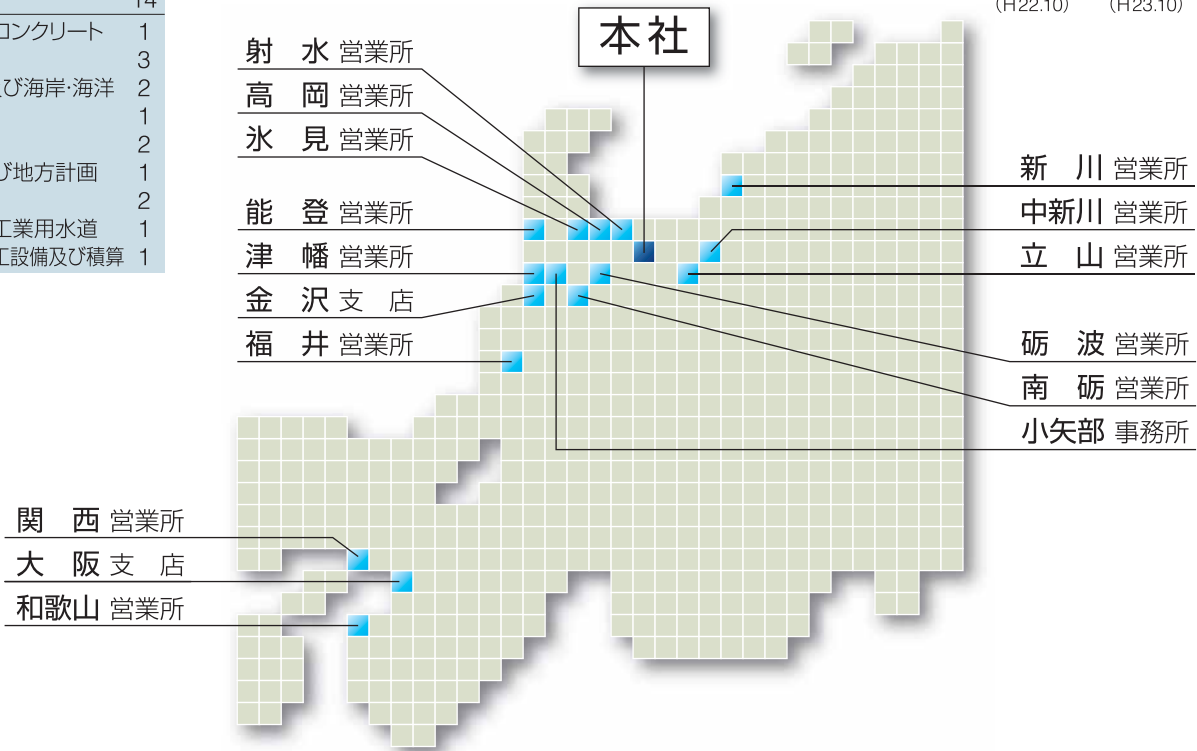 14
コンクリート 1
3
び海岸・海洋 2
1
2
び地方計画 1
2
工業用水道 1
工設備及び積算 1
(H22.10) (H23.10)
本社
射 水 営業所
高 岡 営業所
氷 見 営業所
能 登 営業所
津 幡 営業所
金 沢 支 店
福 井 営業所
新 川 営業所
中新川 営業所
立 山 営業所
砺 波 営業所
南 砺 営業所
小矢部 事務所
関 西 営業所
大 阪 支 店
和歌山 営業所